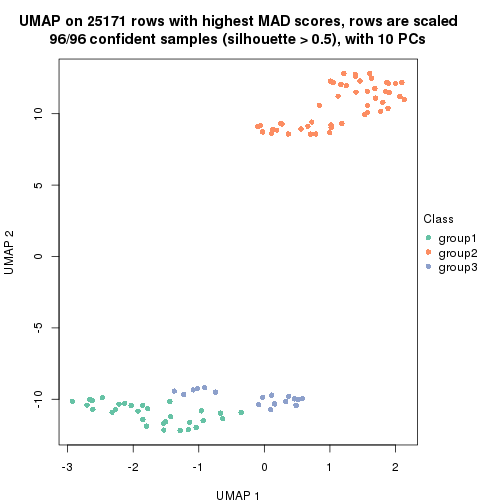 UMAP on 25171 rows with highest MAD scores, rows are scaled
96/96 confident samples (silhouette > 0.5), with 10 PCs
10
5
0
-5
-10
UMAP 2
-3
-2
-1
0
1
2
UMAP 1
Class
group1
group2
group3